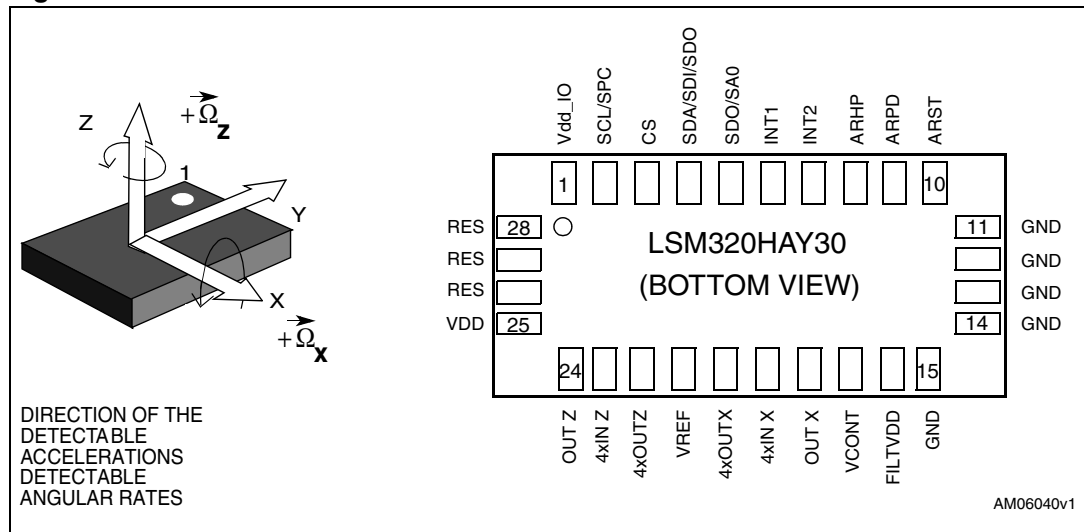 Z
+Ω
Z
1
Y
X
+Ω
X
DIRECTION OF THE
DETECTABLE
ACCELERATIONS
DETECTABLE
ANGULAR RATES
Vdd_IO
SCL/SPC
CS
SDA/SDI/SDO
SDO/SA0
INT1
INT2
ARHP
ARPD
ARST
1
10
RES 28
11 GND
RES
GND
RES
GND
VDD 25
14 GND
LSM320HAY30
(BOTTOM VIEW)
24
15
OUT Z
4xIN Z
4xOUTZ
VREF
4xOUTX
4xIN X
OUT X
VCONT
FILTVDD
GND
AM06040v1